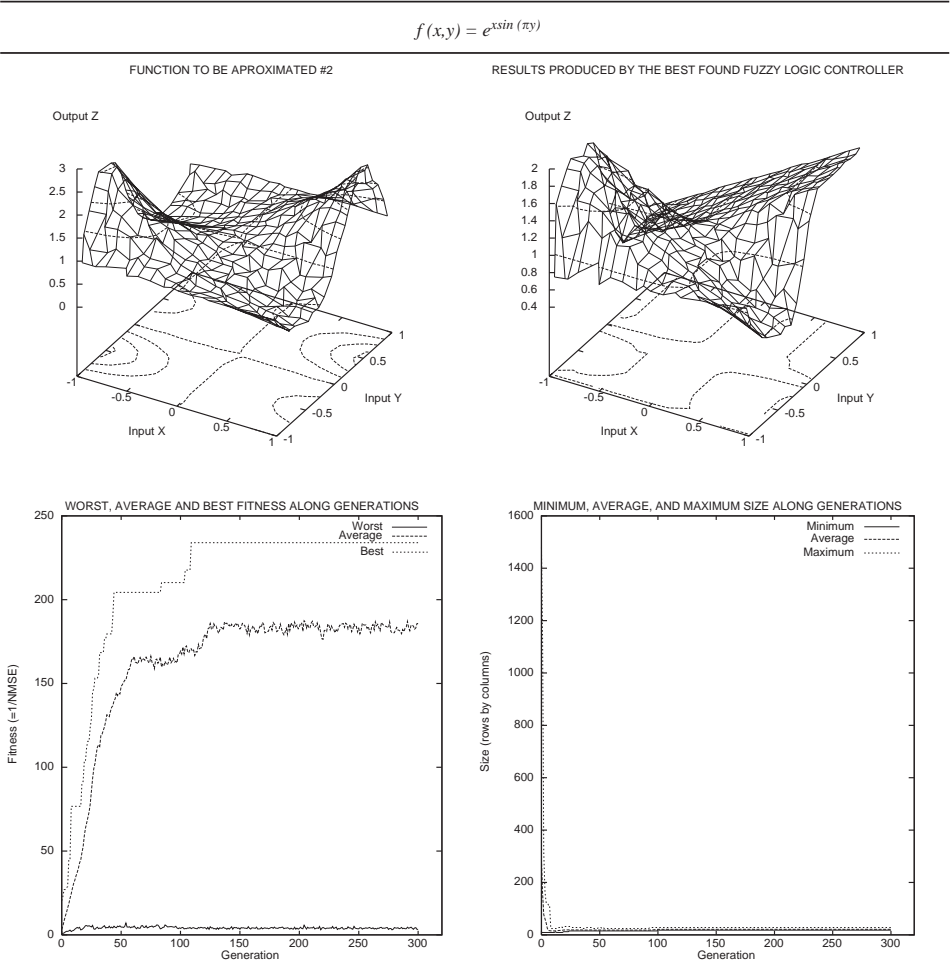 f (x,y) = e^{xsin (πy)}
FUNCTION TO BE APROXIMATED #2
Output Z
3
2.5
2
1.5
1
0.5
0
-1
-0.5
0
0.5
1
Input X
-1
-0.5
0
0.5
1
Input Y
RESULTS PRODUCED BY THE BEST FOUND FUZZY LOGIC CONTROLLER
Output Z
2
1.8
1.6
1.4
1.2
1
0.8
0.6
0.4
-1
-0.5
0
0.5
1
Input X
-1
-0.5
0
0.5
1
Input Y
WORST, AVERAGE AND BEST FITNESS ALONG GENERATIONS
Worst
Average
Best
250
200
150
100
50
0
Fitness (=1/NMSE)
0 50 100 150 200 250 300
Generation
MINIMUM, AVERAGE, AND MAXIMUM SIZE ALONG GENERATIONS
Minimum
Average
Maximum
1600
1400
1200
1000
800
600
400
200
0
Size (rows by columns)
0 50 100 150 200 250 300
Generation